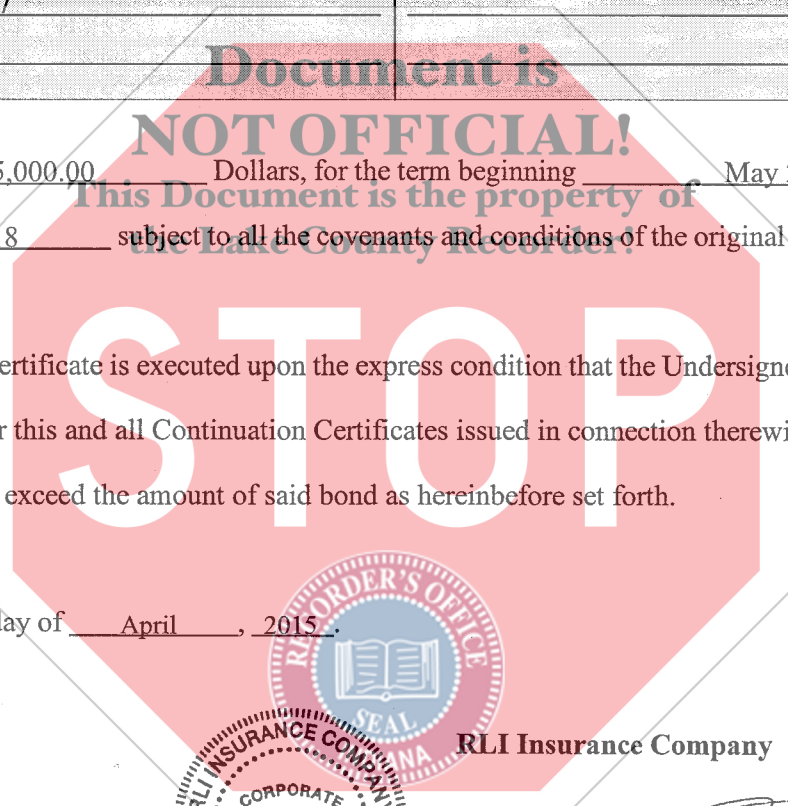 Document is
NOT OFFICIAL!
5,000.00 Dollars, for the term beginning May
This Document is the property of
8 subject to all the covenants and conditions of the original
the Lake County Recorder!
STOP
ertificate is executed upon the express condition that the Undersigne
r this and all Continuation Certificates issued in connection therewi
exceed the amount of said bond as hereinbefore set forth.
RECORDER'S OFFICE
SEAL
day of April , 2015 .
RLI INSURANCE COMPANY
CORPORATE
RLI Insurance Company